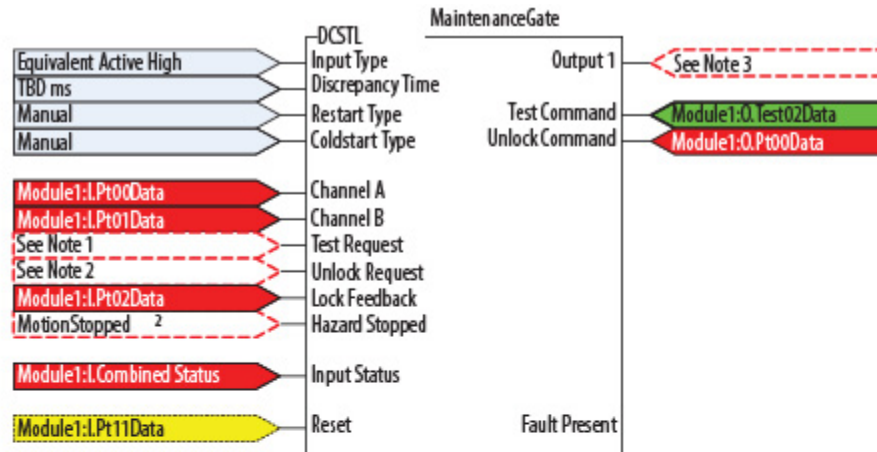 DCSTL MaintenanceGate
Equivalent Active High Input Type Output 1 See Note 3
TBD ms Discrepancy Time
Manual Restart Type Test Command Module1:O.Test02Data
Manual Coldstart Type Unlock Command Module1:O.Pt00Data
Module1:I.Pt00Data Channel A
Module1:I.Pt01Data Channel B
See Note 1 Test Request
See Note 2 Unlock Request
Module1:I.Pt02Data Lock Feedback
MotionStopped 2 Hazard Stopped
Module1:I.Combined Status Input Status
Module1:I.Pt11Data Reset Fault Present